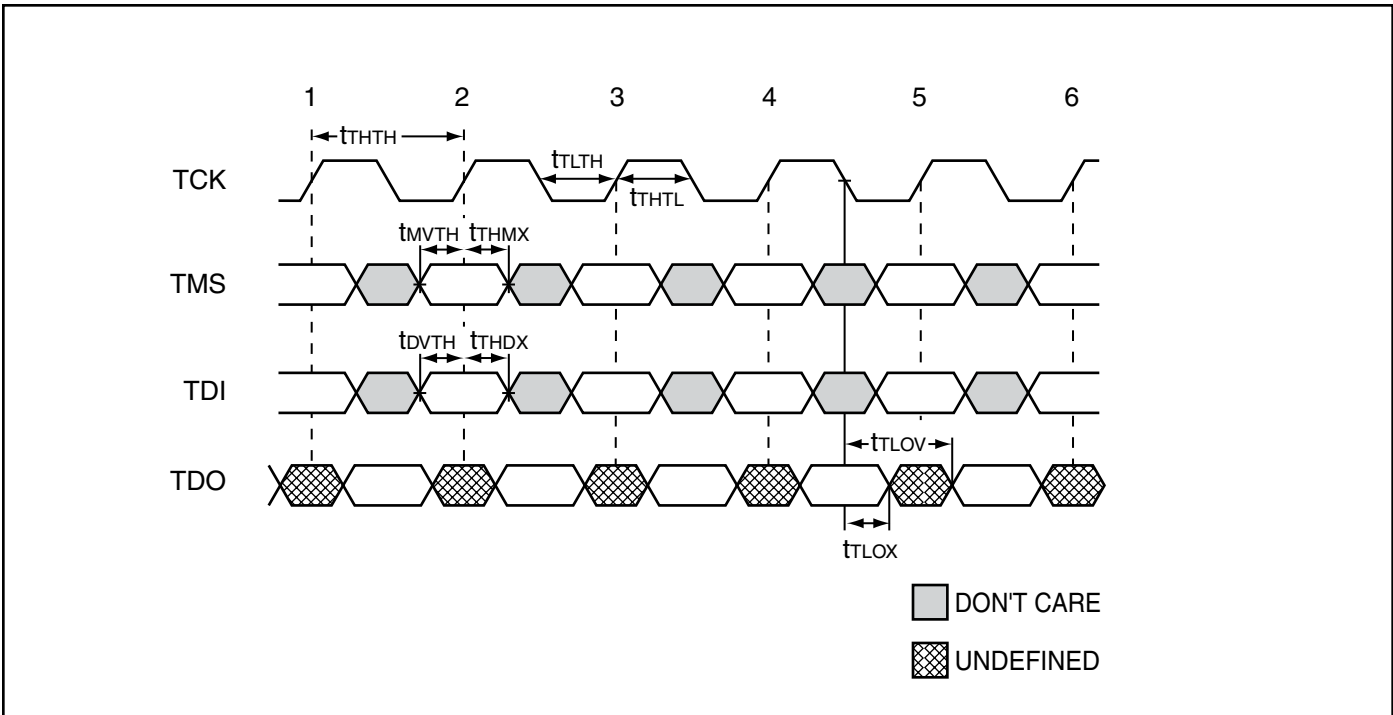 1 2 3 4 5 6
tTHTH
tTLTH
TCK
tTHTL
tMVTH tTHMX
TMS
tDVTH tTHDX
TDI
tTLOV
TDO
tTLOX
DON'T CARE
UNDEFINED